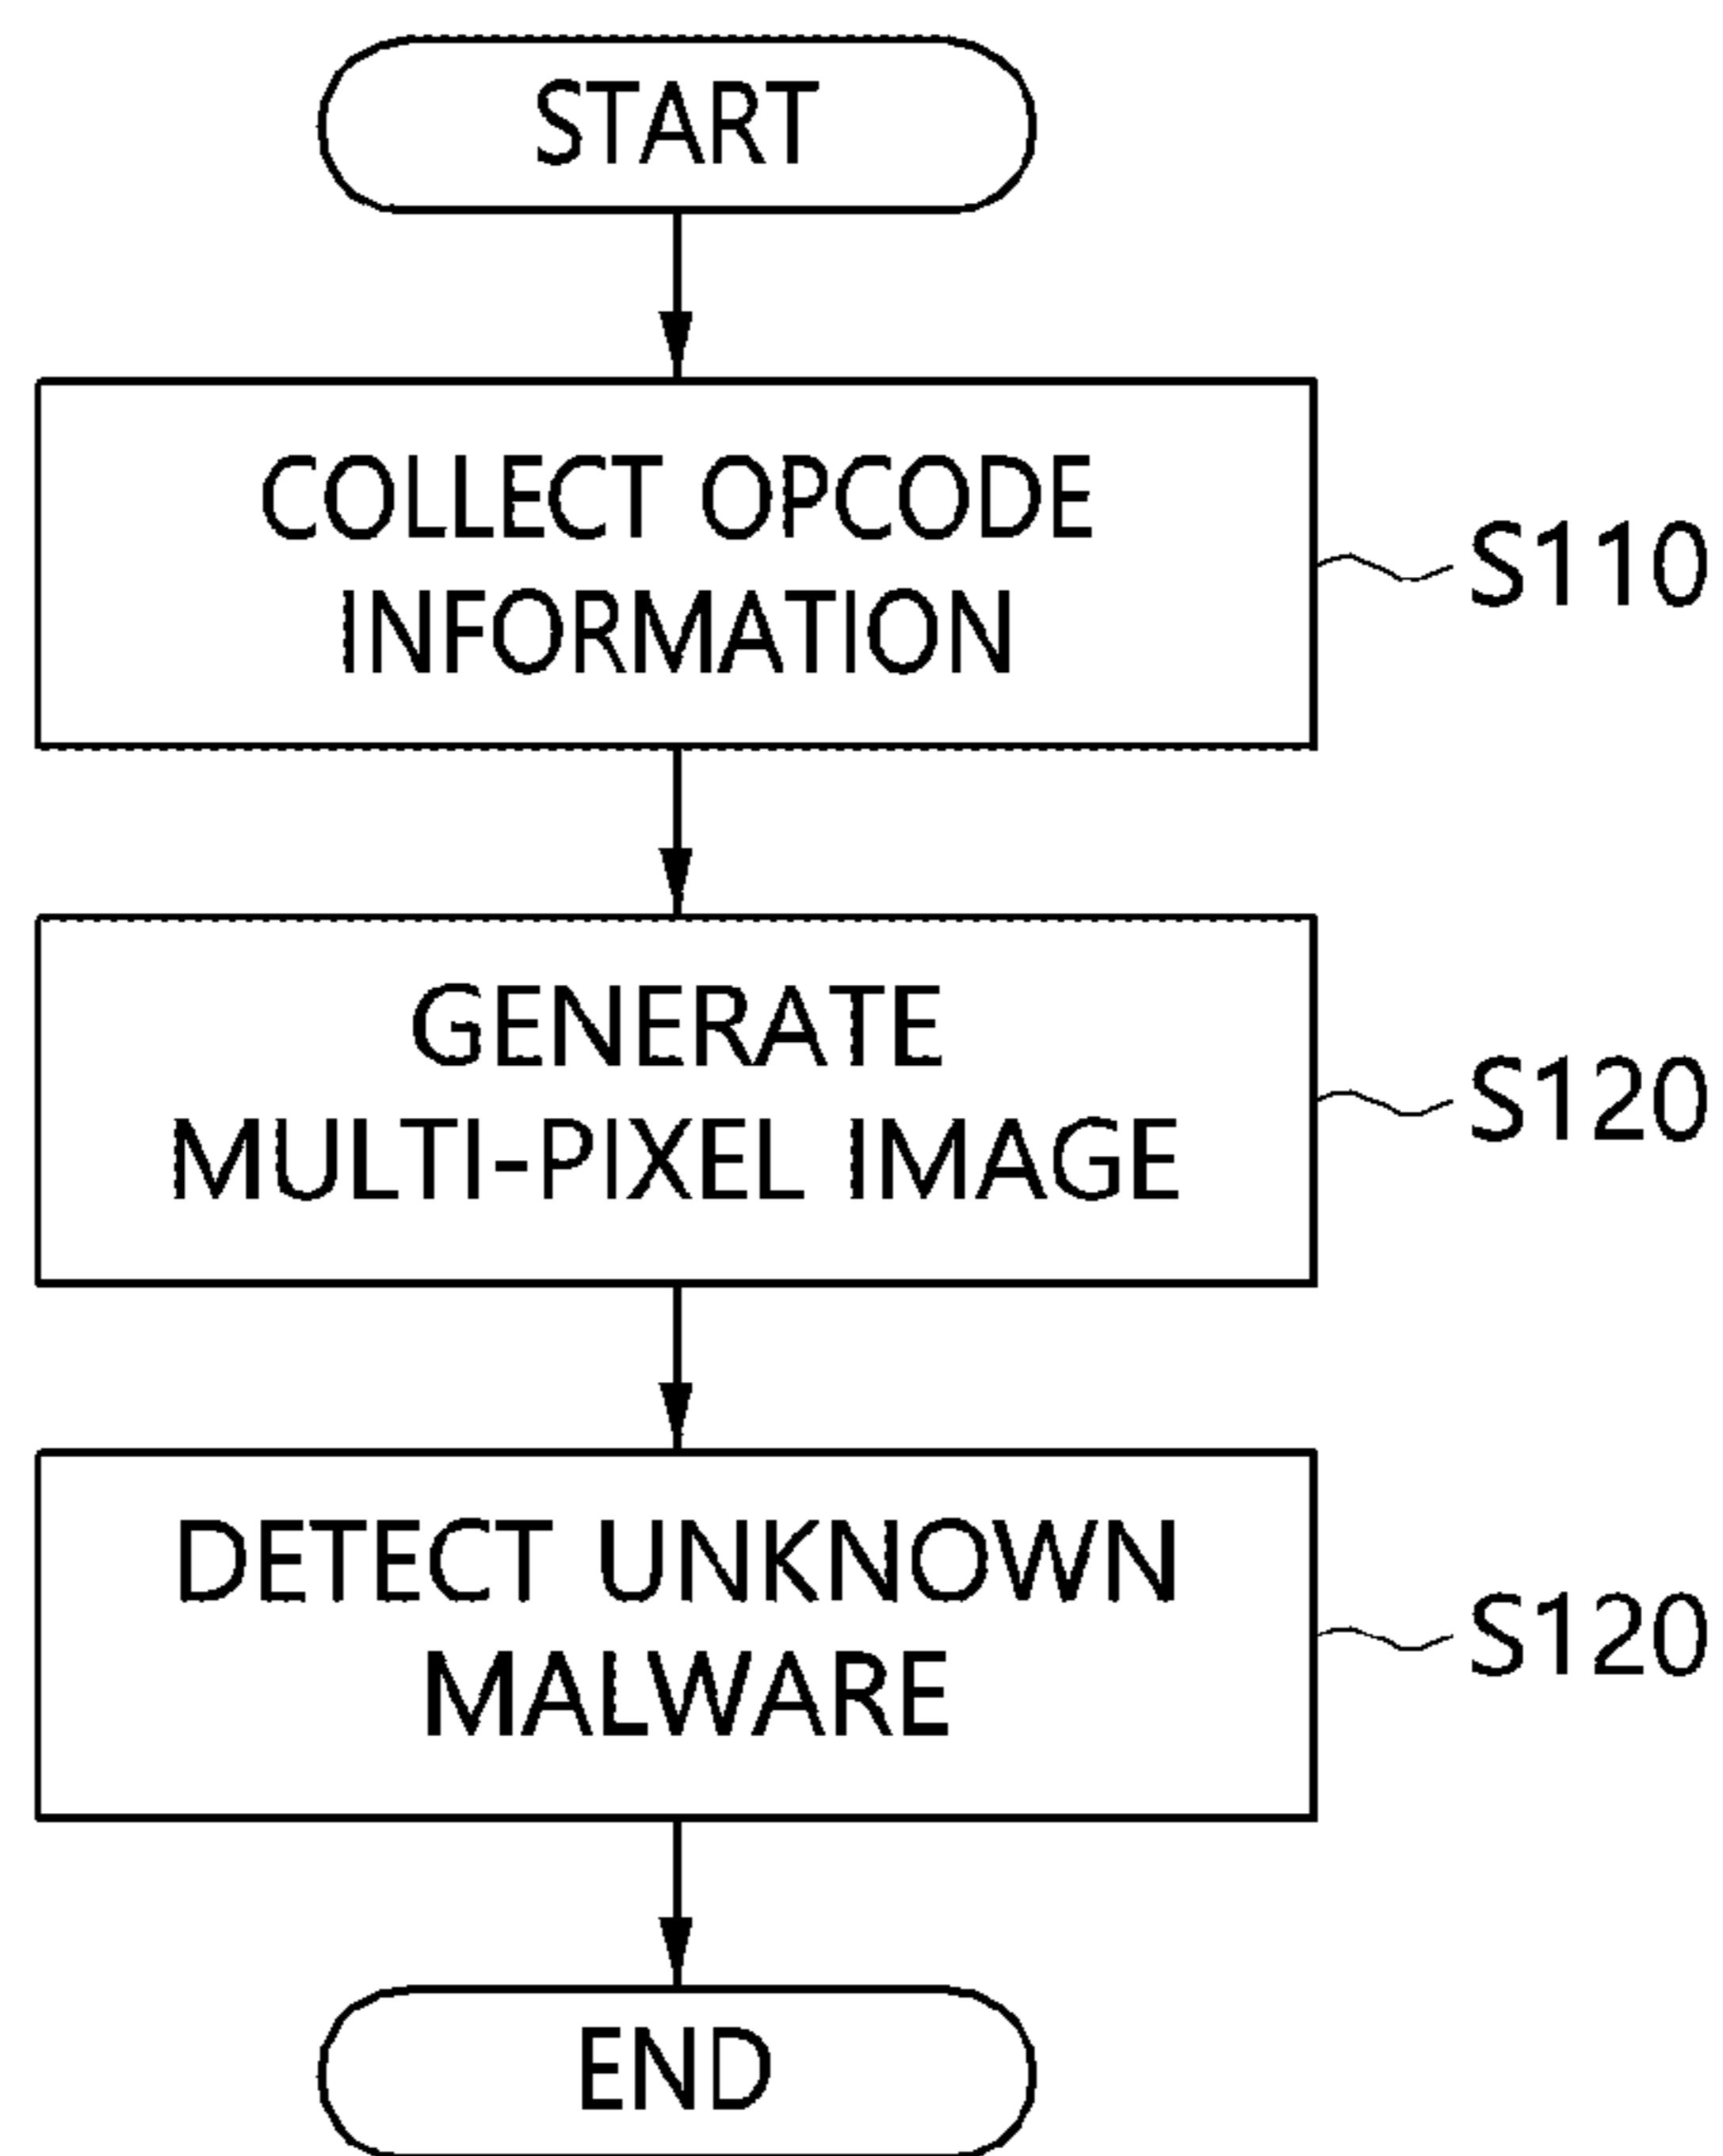 START
COLLECT OPCODE
INFORMATION
S110
GENERATE
MULTI-PIXEL IMAGE
S120
DETECT UNKNOWN
MALWARE
S120
END